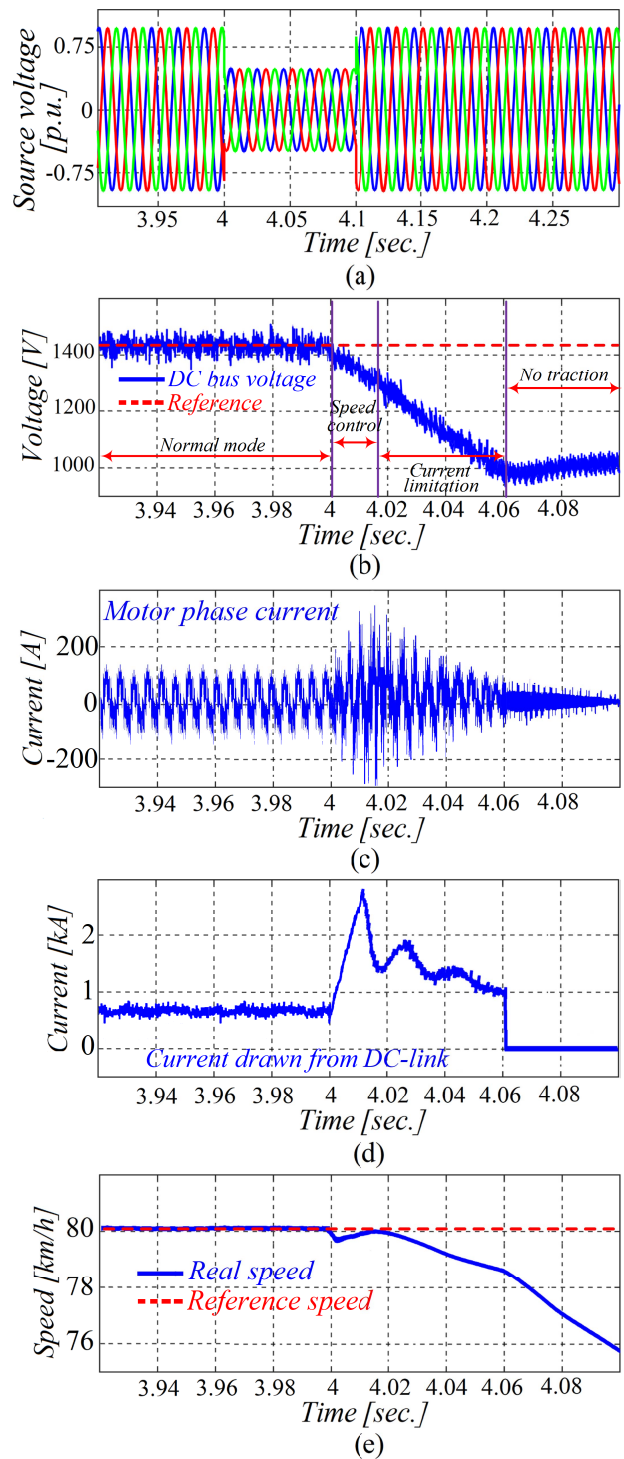 Source voltage
[p.u.]
0.75
0
-0.75
3.95 4 4.05 4.1 4.15 4.2 4.25
Time [sec.]
(a)
Voltage [V]
1400
1200
1000
DC bus voltage
Reference
Normal mode
Speed
control
Current
limitation
No traction
3.94 3.96 3.98 4 4.02 4.04 4.06 4.08
Time [sec.]
(b)
Motor phase current
Current [A]
200
0
-200
3.94 3.96 3.98 4 4.02 4.04 4.06 4.08
Time [sec.]
(c)
Current [kA]
2
1
0
Current drawn from DC-link
3.94 3.96 3.98 4 4.02 4.04 4.06 4.08
Time [sec.]
(d)
Speed [km/h]
80
78
76
Real speed
Reference speed
3.94 3.96 3.98 4 4.02 4.04 4.06 4.08
Time [sec.]
(e)